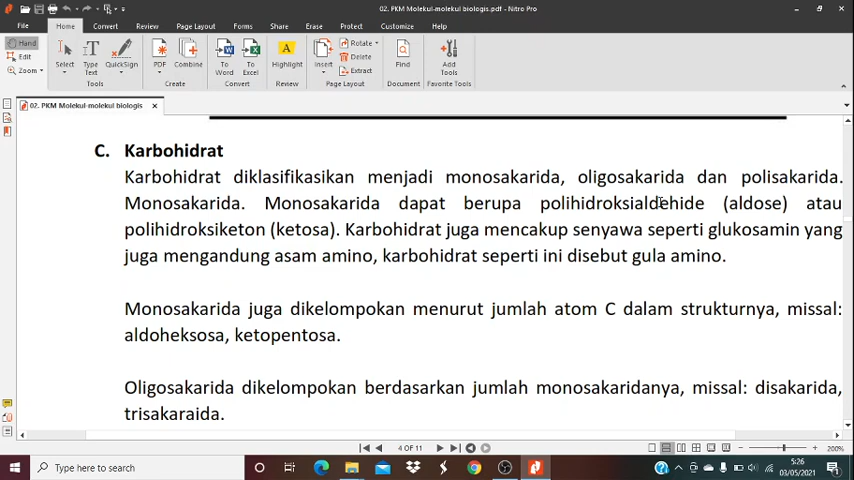 02. PKM Molekul-molekul biologis.pdf - Nitro Pro
File Home Convert Review Page Layout Forms Share Erase Protect Customize Help
Hand
Edit
Zoom
Select
Type Text
QuickSign
Tools
PDF
Combine
Create
To Word
To Excel
Convert
Highlight
Review
Insert
Rotate
Delete
Extract
Page Layout
Find
Document
Add Tools
Favorite Tools
02. PKM Molekul-molekul biologis
C. Karbohidrat
Karbohidrat diklasifikasikan menjadi monosakarida, oligosakarida dan polisakarida.
Monosakarida. Monosakarida dapat berupa polihidroksialdehide (aldose) atau
polihidroksiketon (ketosa). Karbohidrat juga mencakup senyawa seperti glukosamin yang
juga mengandung asam amino, karbohidrat seperti ini disebut gula amino.
Monosakarida juga dikelompokan menurut jumlah atom C dalam strukturnya, missal:
aldoheksosa, ketopentosa.
Oligosakarida dikelompokan berdasarkan jumlah monosakaridanya, missal: disakarida,
trisakaraida.
4 OF 11
200%
Type here to search
5:26
03/05/2021